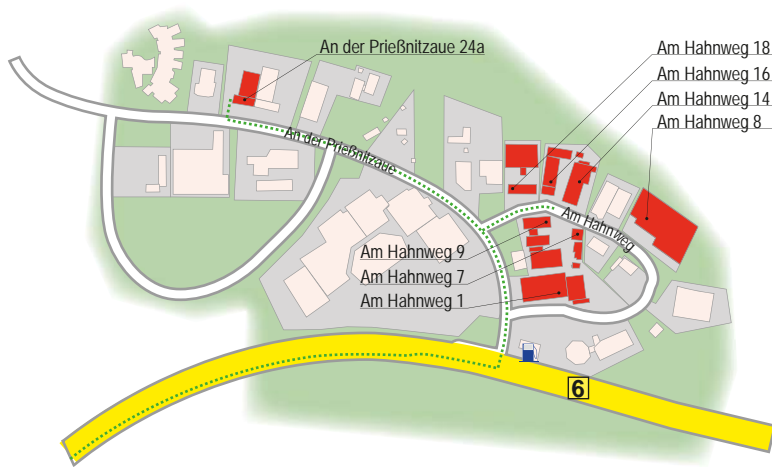 An der Prießnitzaue 24a
Am Hahnweg 18
Am Hahnweg 16
Am Hahnweg 14
Am Hahnweg 8
An der Prießnitzaue
Am Hahnweg
Am Hahnweg 9
Am Hahnweg 7
Am Hahnweg 1
6